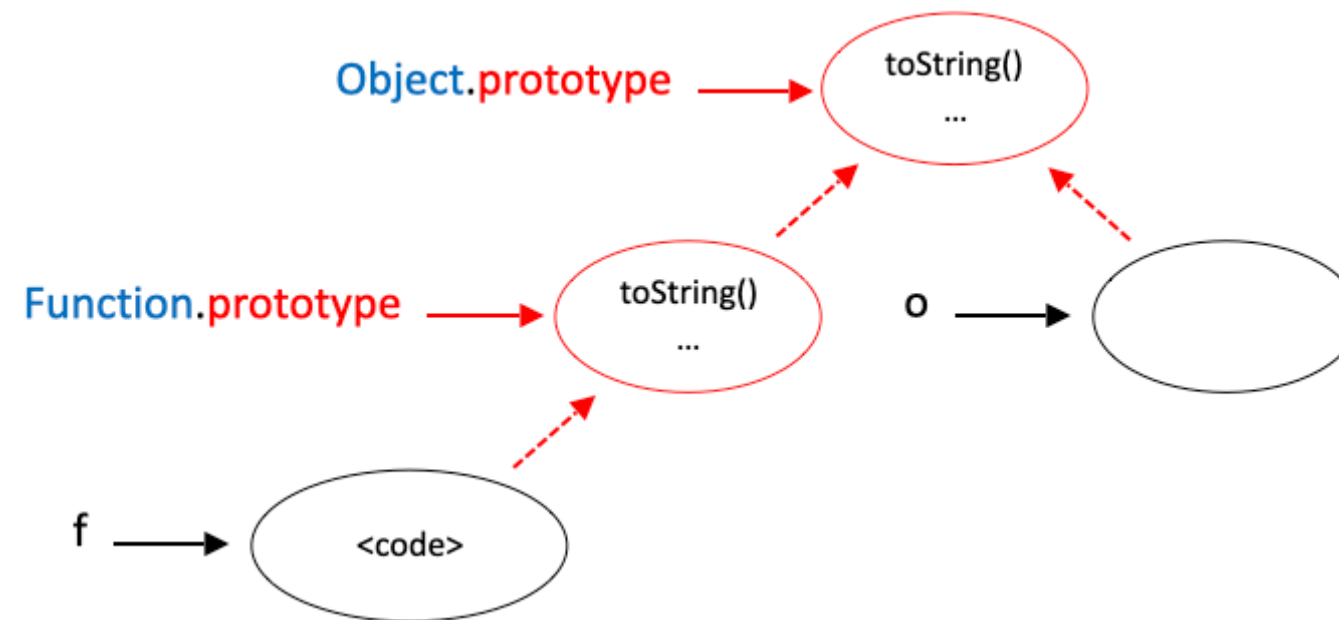 Object.prototype
toString()
...
Function.prototype
toString()
...
o
f
<code>